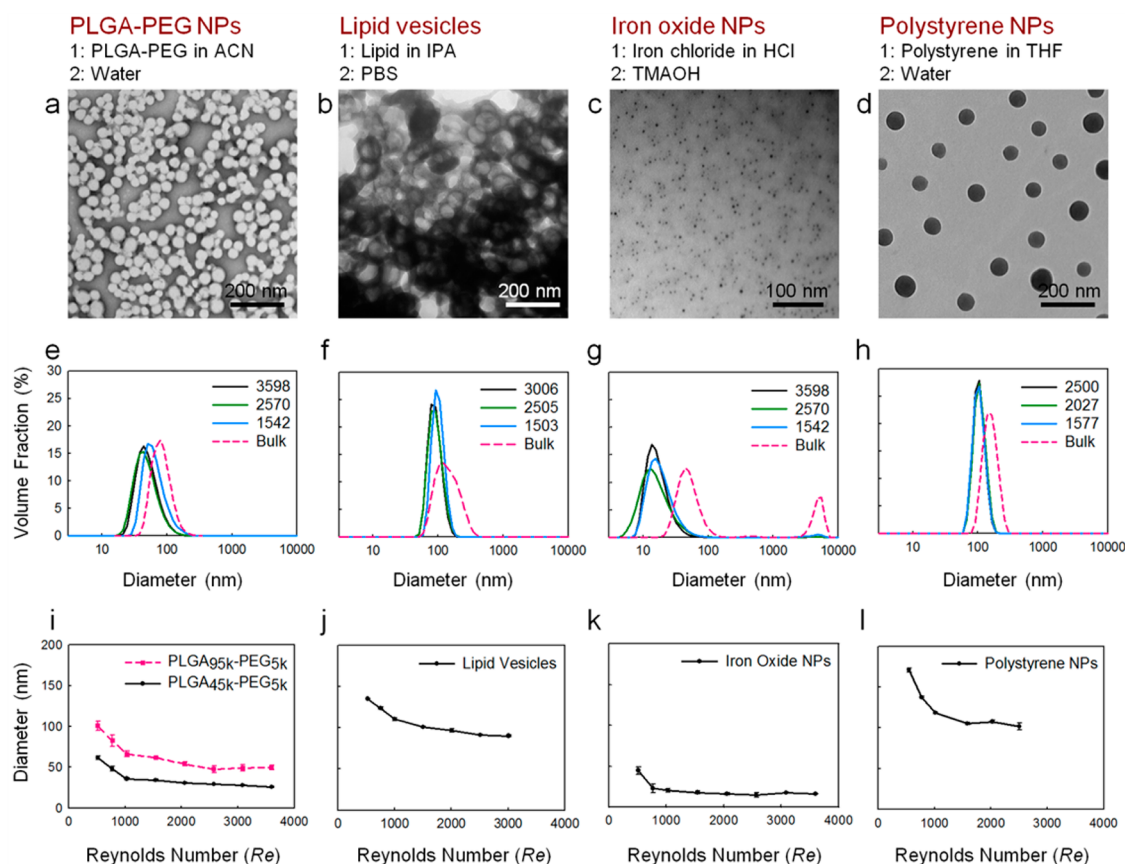 PLGA-PEG NPs
1: PLGA-PEG in ACN
2: Water
Lipid vesicles
1: Lipid in IPA
2: PBS
Iron oxide NPs
1: Iron chloride in HCl
2: TMAOH
Polystyrene NPs
1: Polystyrene in THF
2: Water
a
200 nm
b
200 nm
c
100 nm
d
200 nm
e
Volume Fraction (%)
30
25
20
15
10
5
0
3598
2570
1542
Bulk
10 100 1000 10000
Diameter (nm)
f
3006
2505
1503
Bulk
10 100 1000 10000
Diameter (nm)
g
3598
2570
1542
Bulk
10 100 1000 10000
Diameter (nm)
h
2500
2027
1577
Bulk
10 100 1000 10000
Diameter (nm)
i
Diameter (nm)
200
150
100
50
0
PLGA95k-PEG5k
PLGA45k-PEG5k
0 1000 2000 3000 4000
Reynolds Number (Re)
j
Lipid Vesicles
0 1000 2000 3000 4000
Reynolds Number (Re)
k
Iron Oxide NPs
0 1000 2000 3000 4000
Reynolds Number (Re)
l
Polystyrene NPs
0 1000 2000 3000 4000
Reynolds Number (Re)